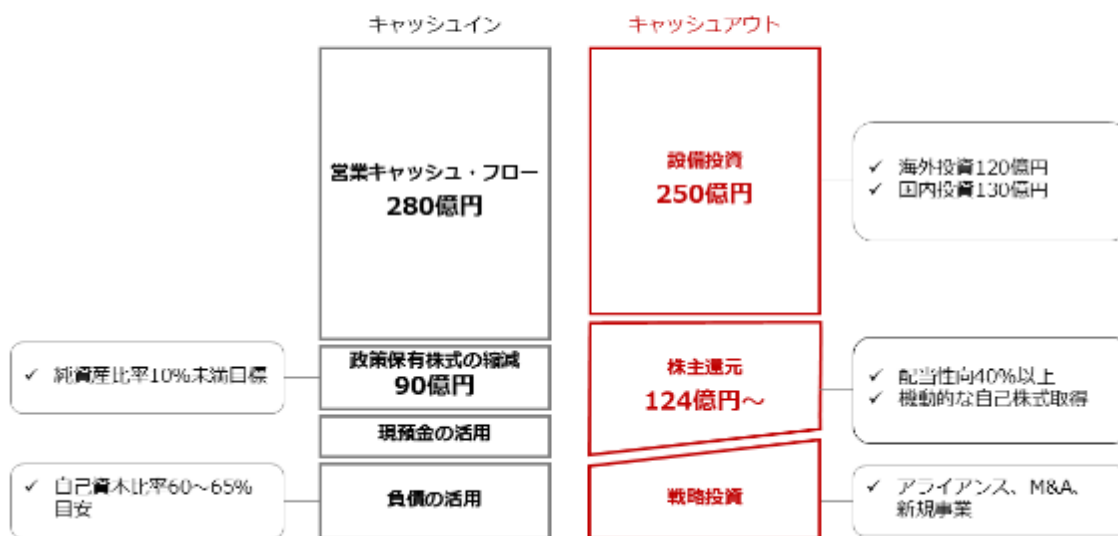 キャッシュイン
キャッシュアウト
営業キャッシュ・フロー
280億円
設備投資
250億円
✓ 海外投資120億円
✓ 国内投資130億円
✓ 純資産比率10%未満目標
政策保有株式の縮減
90億円
株主還元
124億円～
✓ 配当性向40%以上
✓ 機動的な自己株式取得
現預金の活用
✓ 自己資本比率60～65%
目安
負債の活用
戦略投資
✓ アライアンス、M&A、
新規事業